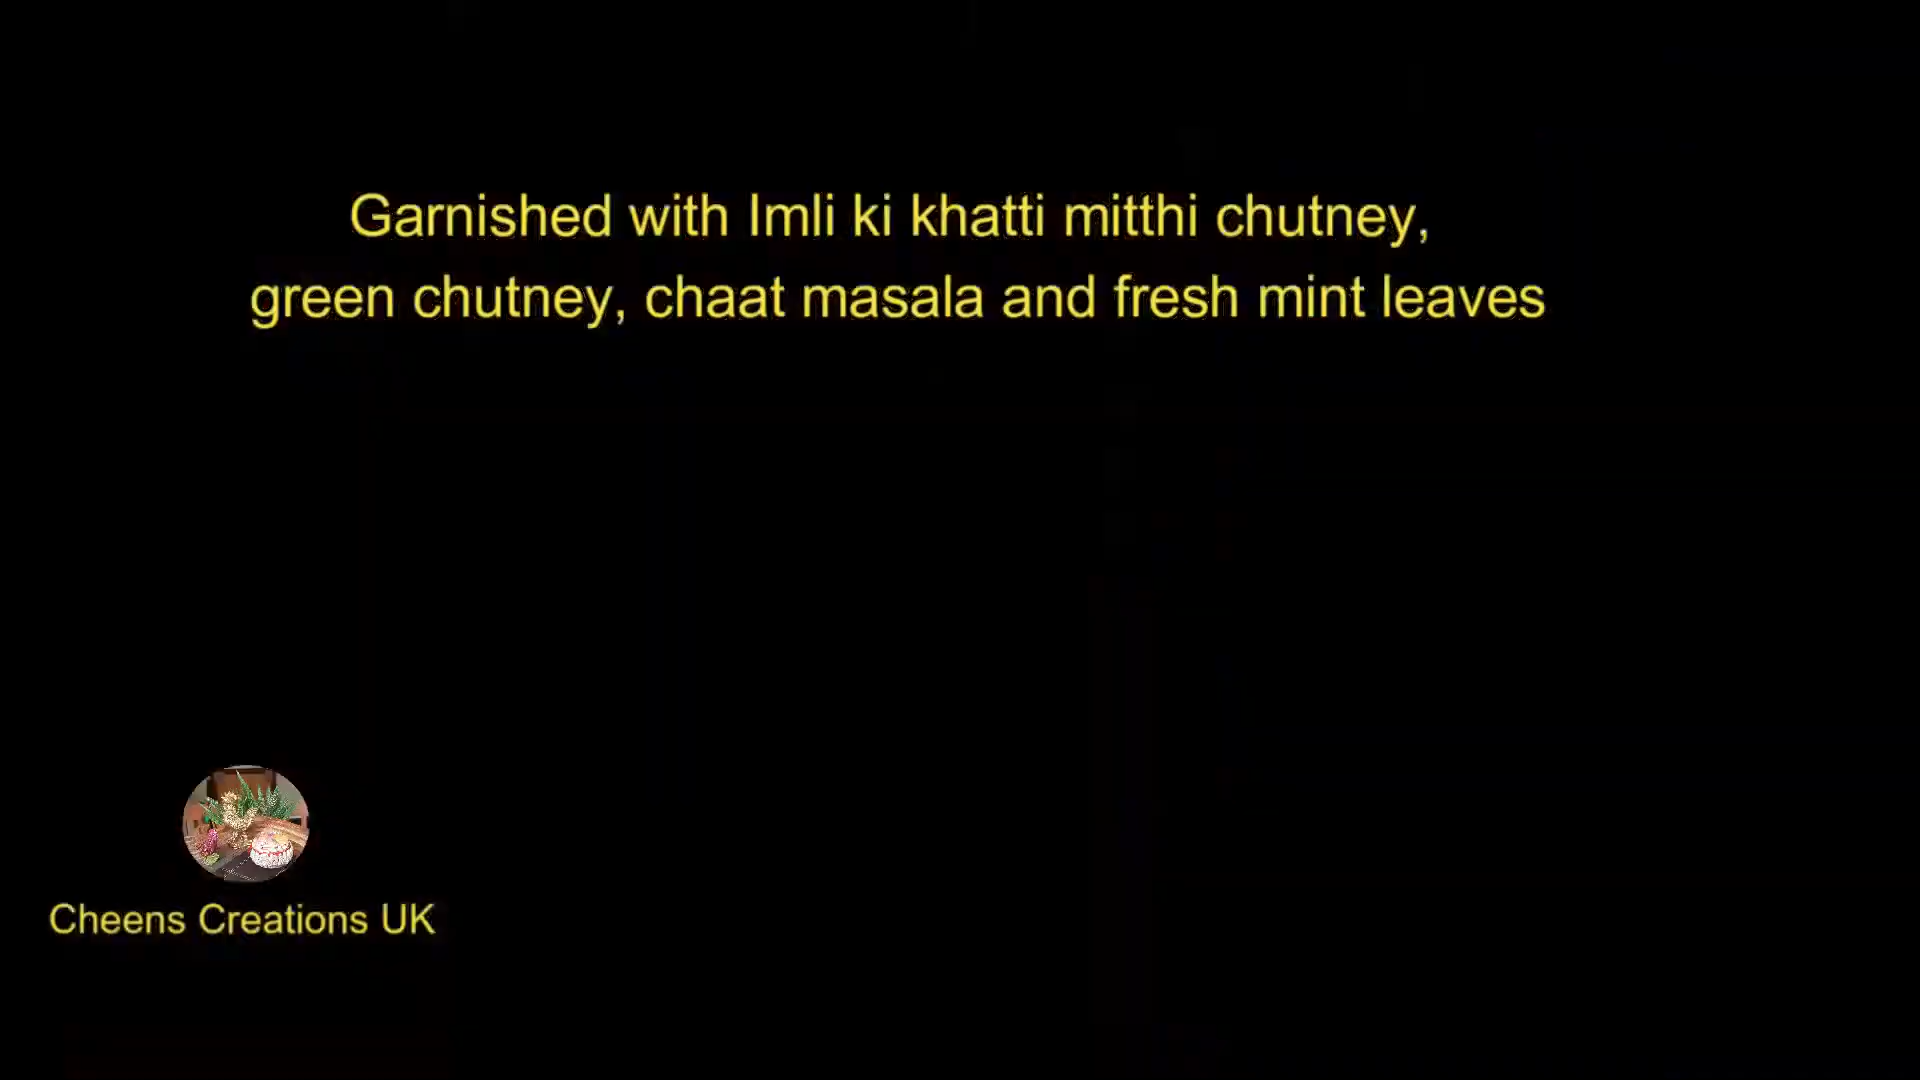 Garnished with Imli ki khatti mitthi chutney,
green chutney, chaat masala and fresh mint leaves
Cheens Creations UK